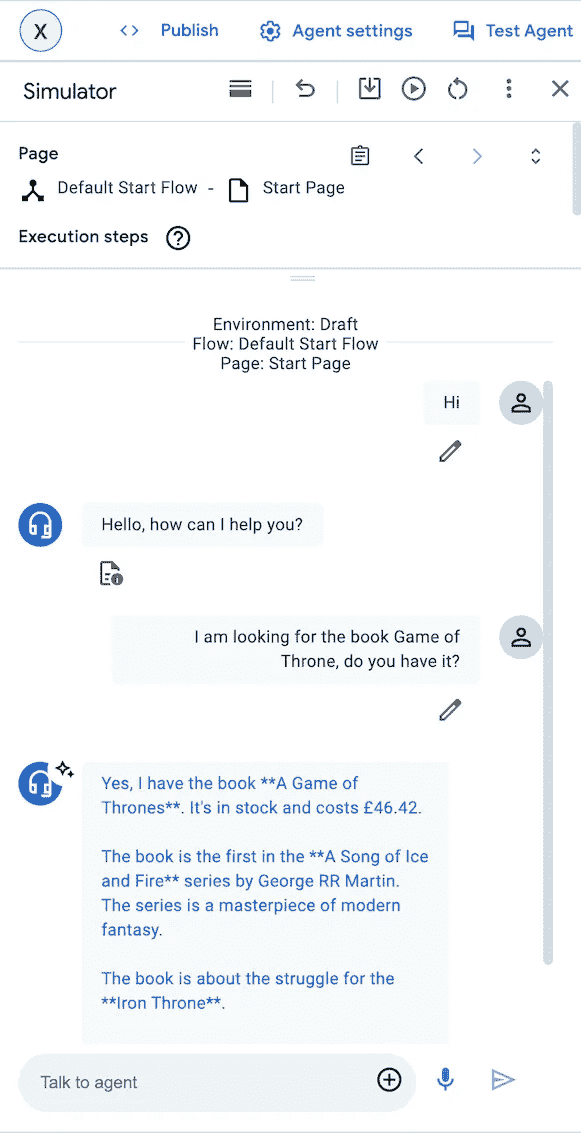 X <> Publish Agent settings Test Agent
Simulator
Page
Default Start Flow - Start Page
Execution steps ?
Environment: Draft
Flow: Default Start Flow
Page: Start Page
Hi
Hello, how can I help you?
I am looking for the book Game of
Throne, do you have it?
Yes, I have the book **A Game of
Thrones**. It's in stock and costs £46.42.
The book is the first in the **A Song of Ice
and Fire** series by George RR Martin.
The series is a masterpiece of modern
fantasy.
The book is about the struggle for the
**Iron Throne**.
Talk to agent